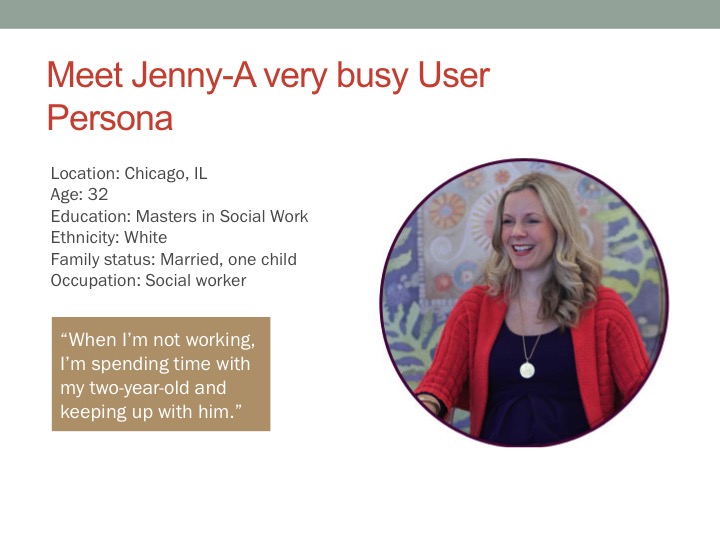 Meet Jenny-A very busy User
Persona
Location: Chicago, IL
Age: 32
Education: Masters in Social Work
Ethnicity: White
Family status: Married, one child
Occupation: Social worker
“When I’m not working,
I’m spending time with
my two-year-old and
keeping up with him.”